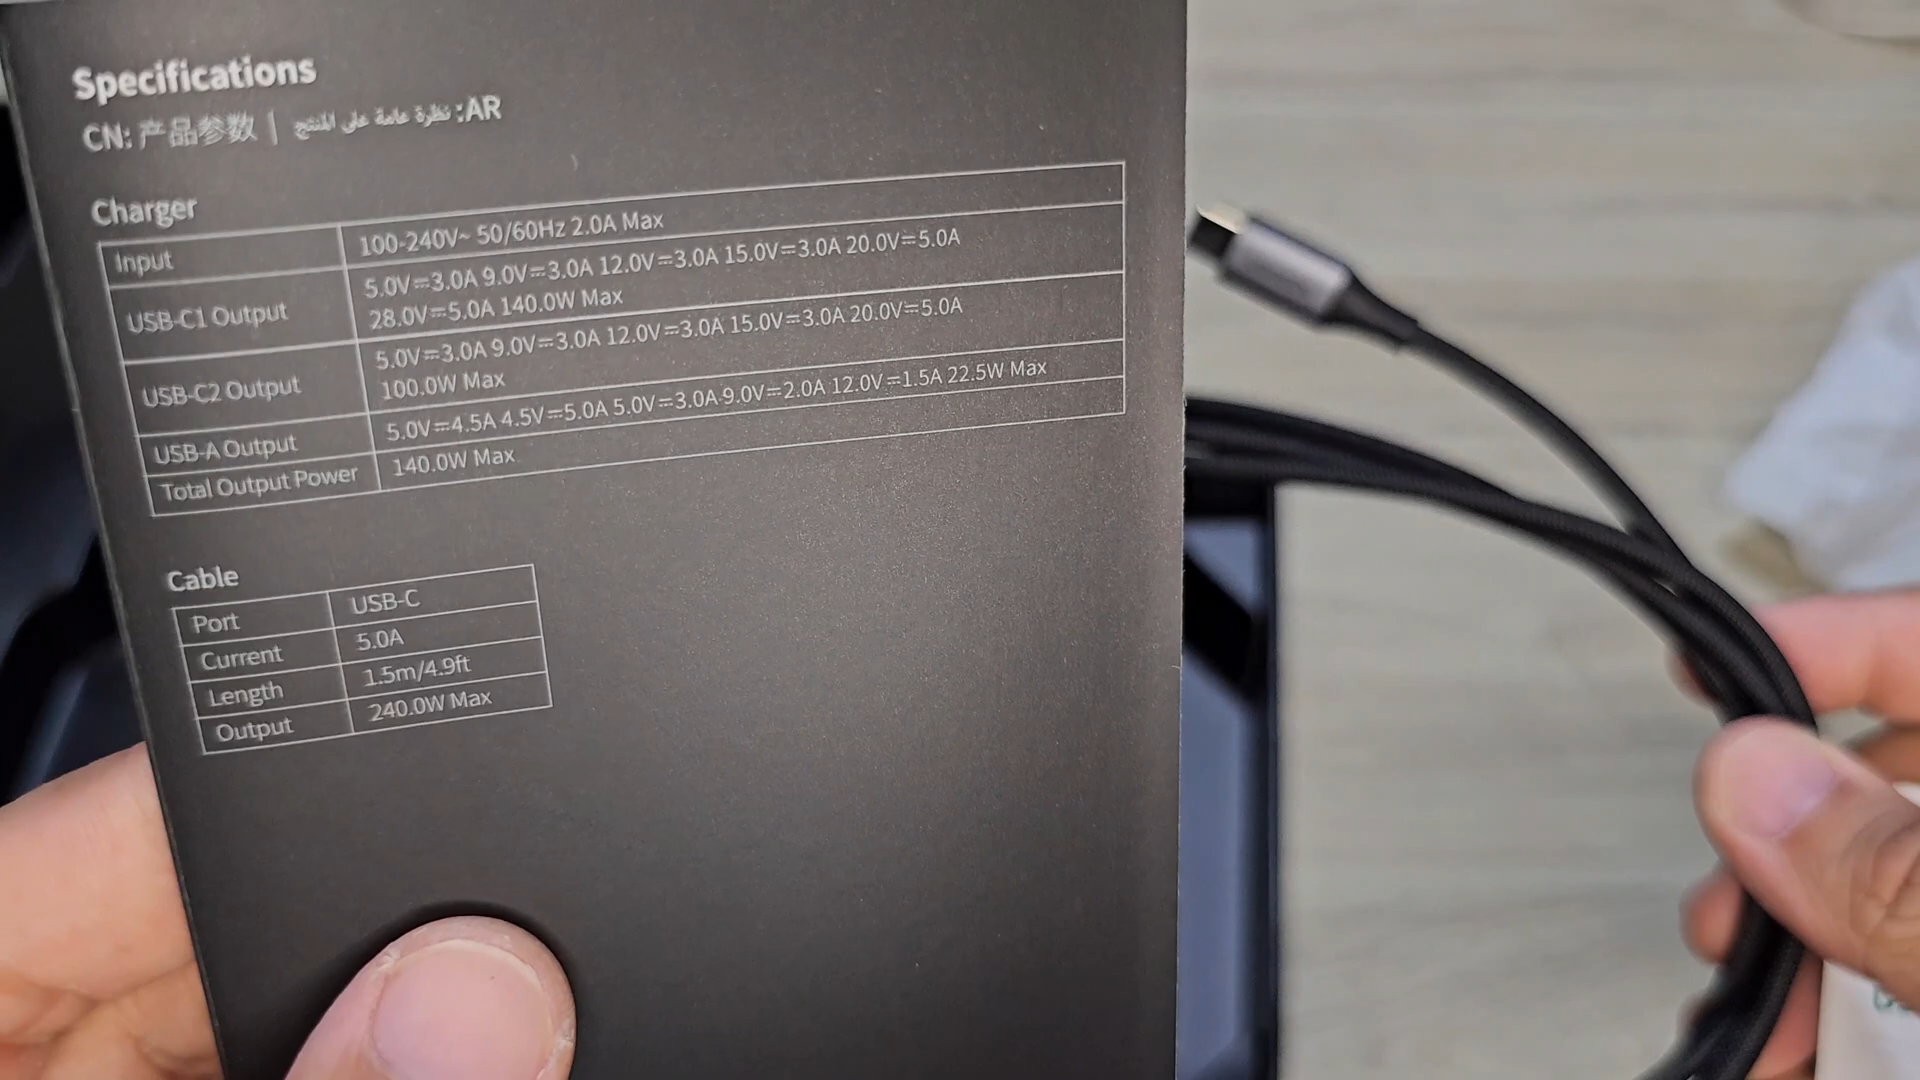 Specifications
CN: 产品参数 | نظرة عامة على المنتج :AR
Charger
Input 100-240V~ 50/60Hz 2.0A Max
USB-C1 Output 5.0V⎓3.0A 9.0V⎓3.0A 12.0V⎓3.0A 15.0V⎓3.0A 20.0V⎓5.0A
28.0V⎓5.0A 140.0W Max
USB-C2 Output 5.0V⎓3.0A 9.0V⎓3.0A 12.0V⎓3.0A 15.0V⎓3.0A 20.0V⎓5.0A
100.0W Max
USB-A Output 5.0V⎓4.5A 4.5V⎓5.0A 5.0V⎓3.0A 9.0V⎓2.0A 12.0V⎓1.5A 22.5W Max
Total Output Power 140.0W Max
Cable
Port USB-C
Current 5.0A
Length 1.5m/4.9ft
Output 240.0W Max